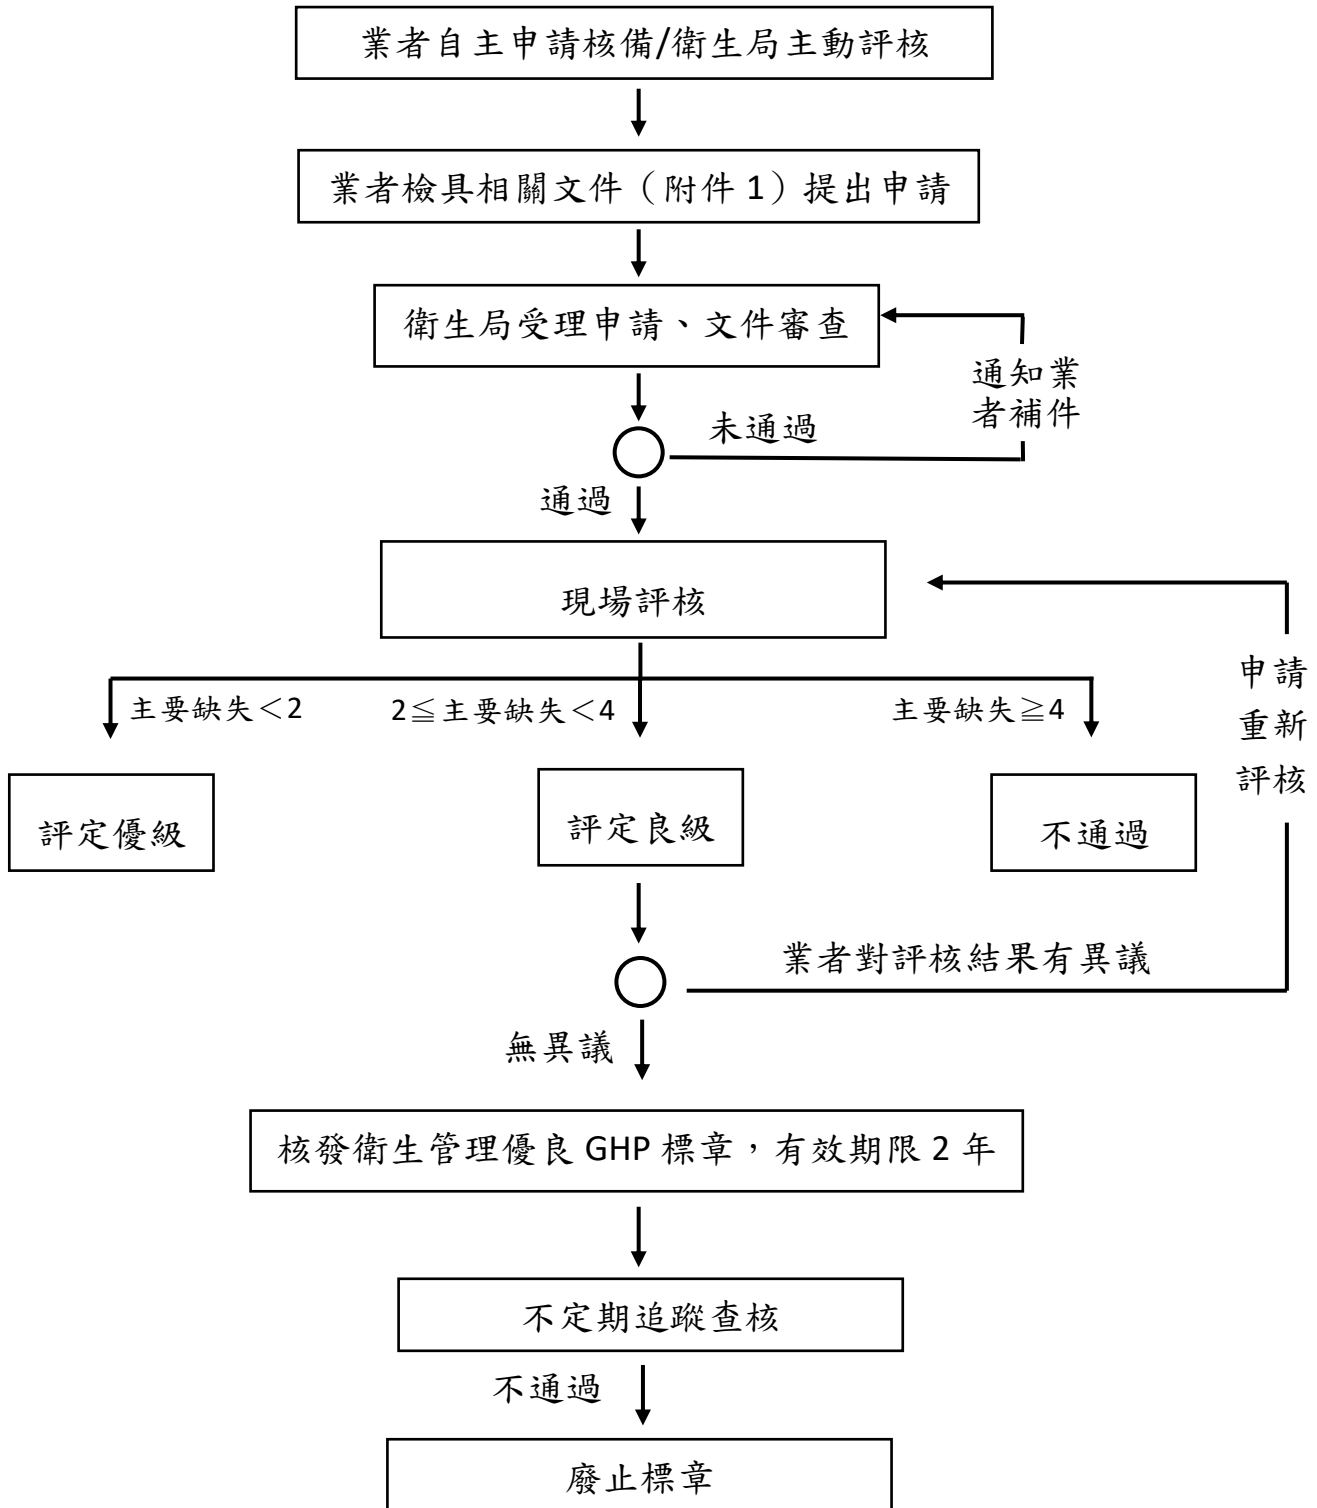 業者自主申請核備/衛生局主動評核
業者檢具相關文件（附件 1）提出申請
衛生局受理申請、文件審查
通知業
者補件
未通過
通過
現場評核
主要缺失＜2
2≦主要缺失＜4
主要缺失≧4
申請
重新
評核
評定優級
評定良級
不通過
業者對評核結果有異議
無異議
核發衛生管理優良 GHP 標章，有效期限 2 年
不定期追蹤查核
不通過
廢止標章